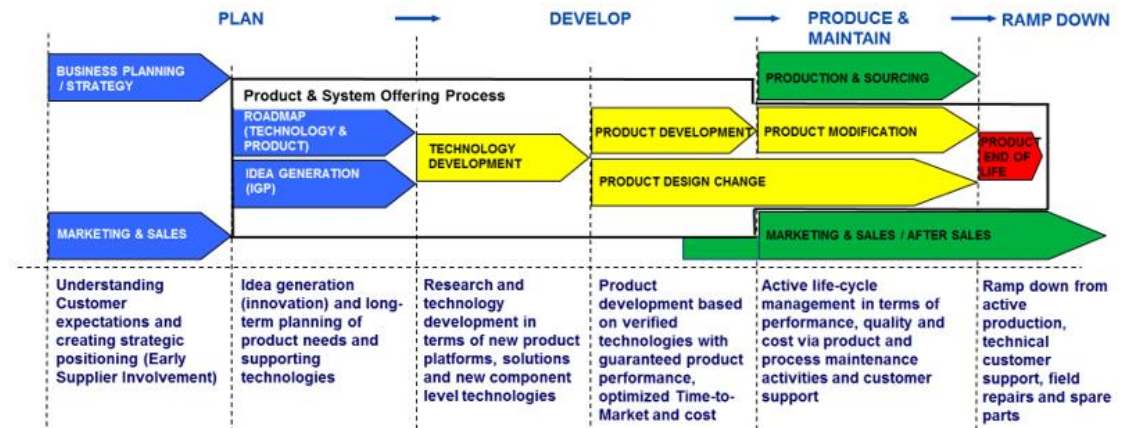 PLAN
DEVELOP
PRODUCE &
MAINTAIN
RAMP DOWN
BUSINESS PLANNING
/ STRATEGY
PRODUCTION & SOURCING
Product & System Offering Process
ROADMAP
(TECHNOLOGY &
PRODUCT)
TECHNOLOGY
DEVELOPMENT
PRODUCT DEVELOPMENT
PRODUCT MODIFICATION
PRODUCT
END OF
LIFE
IDEA GENERATION
(IGP)
PRODUCT DESIGN CHANGE
MARKETING & SALES
MARKETING & SALES / AFTER SALES
Understanding
Customer
expectations and
creating strategic
positioning (Early
Supplier Involvement)
Idea generation
(innovation) and long-
term planning of
product needs and
supporting
technologies
Research and
technology
development in
terms of new product
platforms, solutions
and new component
level technologies
Product
development based
on verified
technologies with
guaranteed product
performance,
optimized Time-to-
Market and cost
Active life-cycle
management in terms of
performance, quality and
cost via product and
process maintenance
activities and customer
support
Ramp down from
active
production,
technical
customer
support, field
repairs and spare
parts